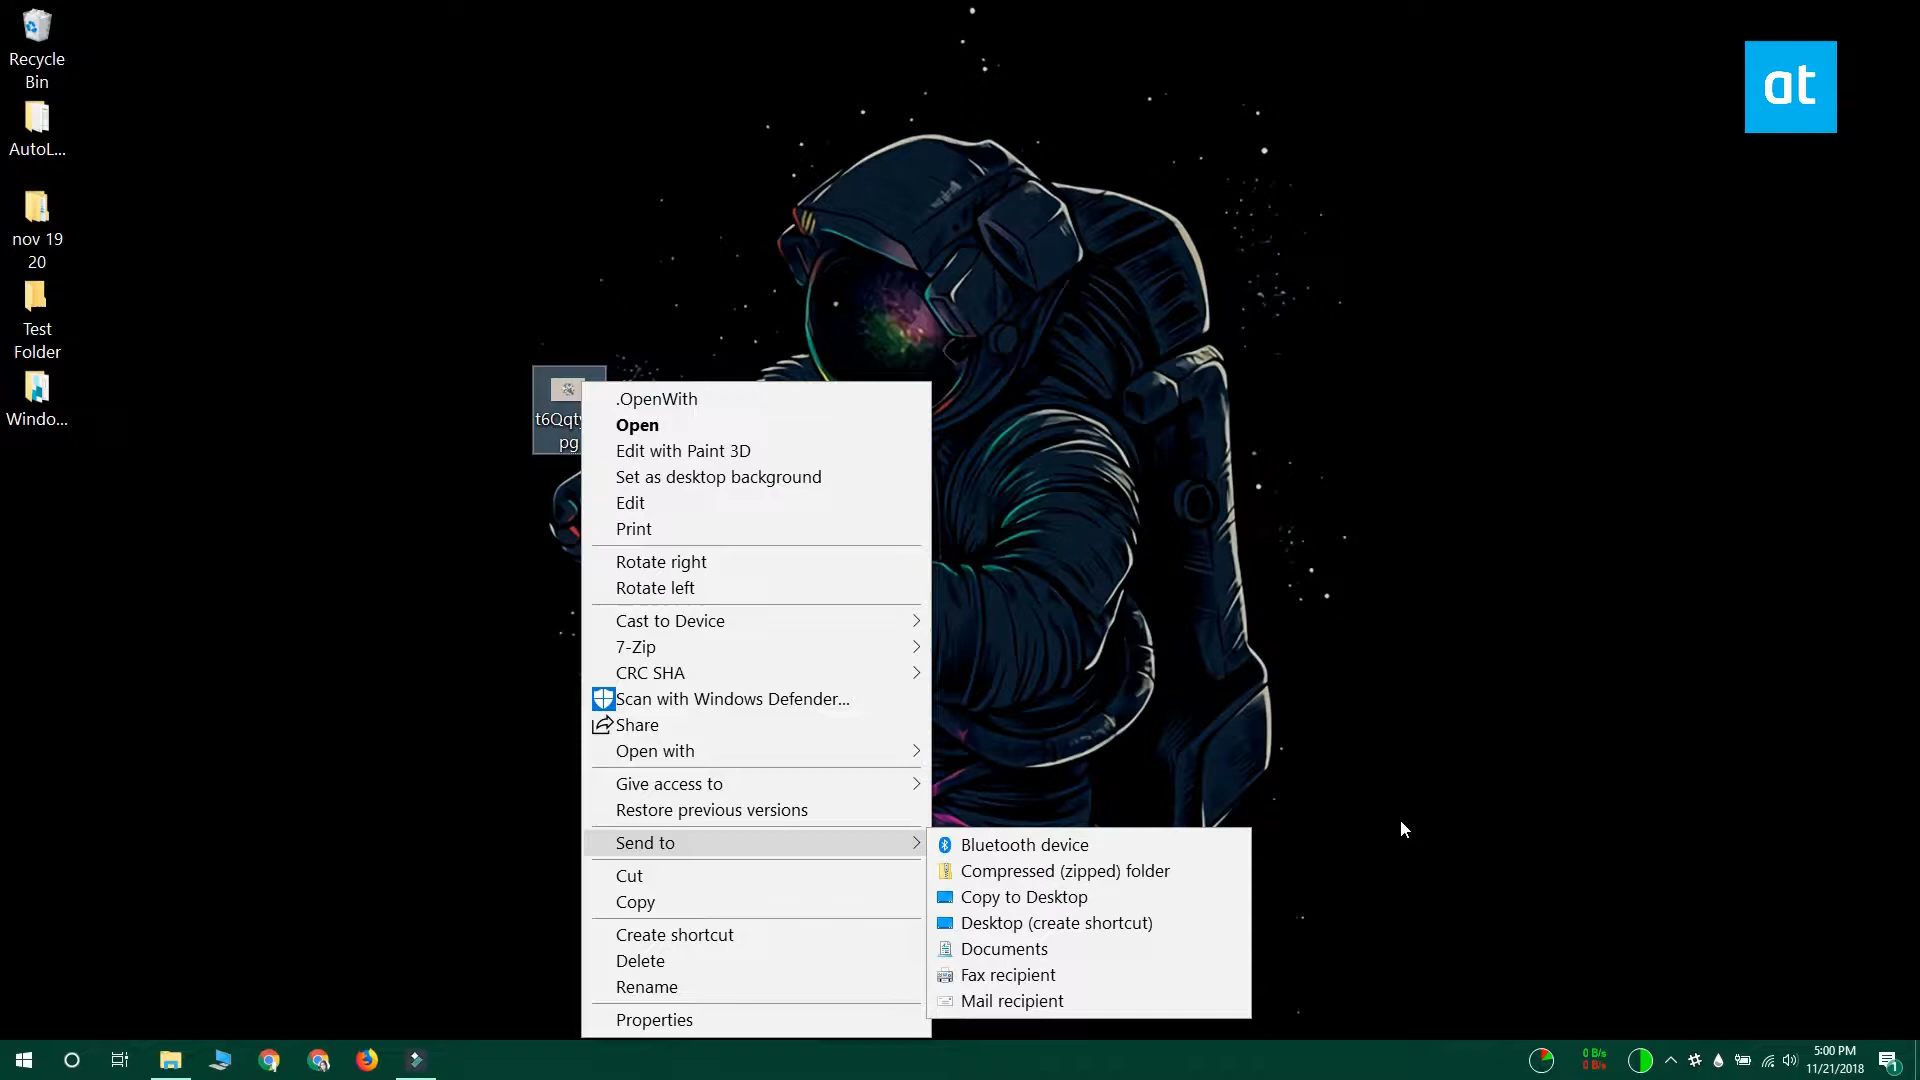 Recycle
Bin
AutoL...
nov 19
20
Test
Folder
Windo...
at
t6Qqty
pg
.OpenWith
Open
Edit with Paint 3D
Set as desktop background
Edit
Print
Rotate right
Rotate left
Cast to Device
7-Zip
CRC SHA
Scan with Windows Defender...
Share
Open with
Give access to
Restore previous versions
Send to
Cut
Copy
Create shortcut
Delete
Rename
Properties
Bluetooth device
Compressed (zipped) folder
Copy to Desktop
Desktop (create shortcut)
Documents
Fax recipient
Mail recipient
0 B/s
0 B/s
5:00 PM
11/21/2018
1